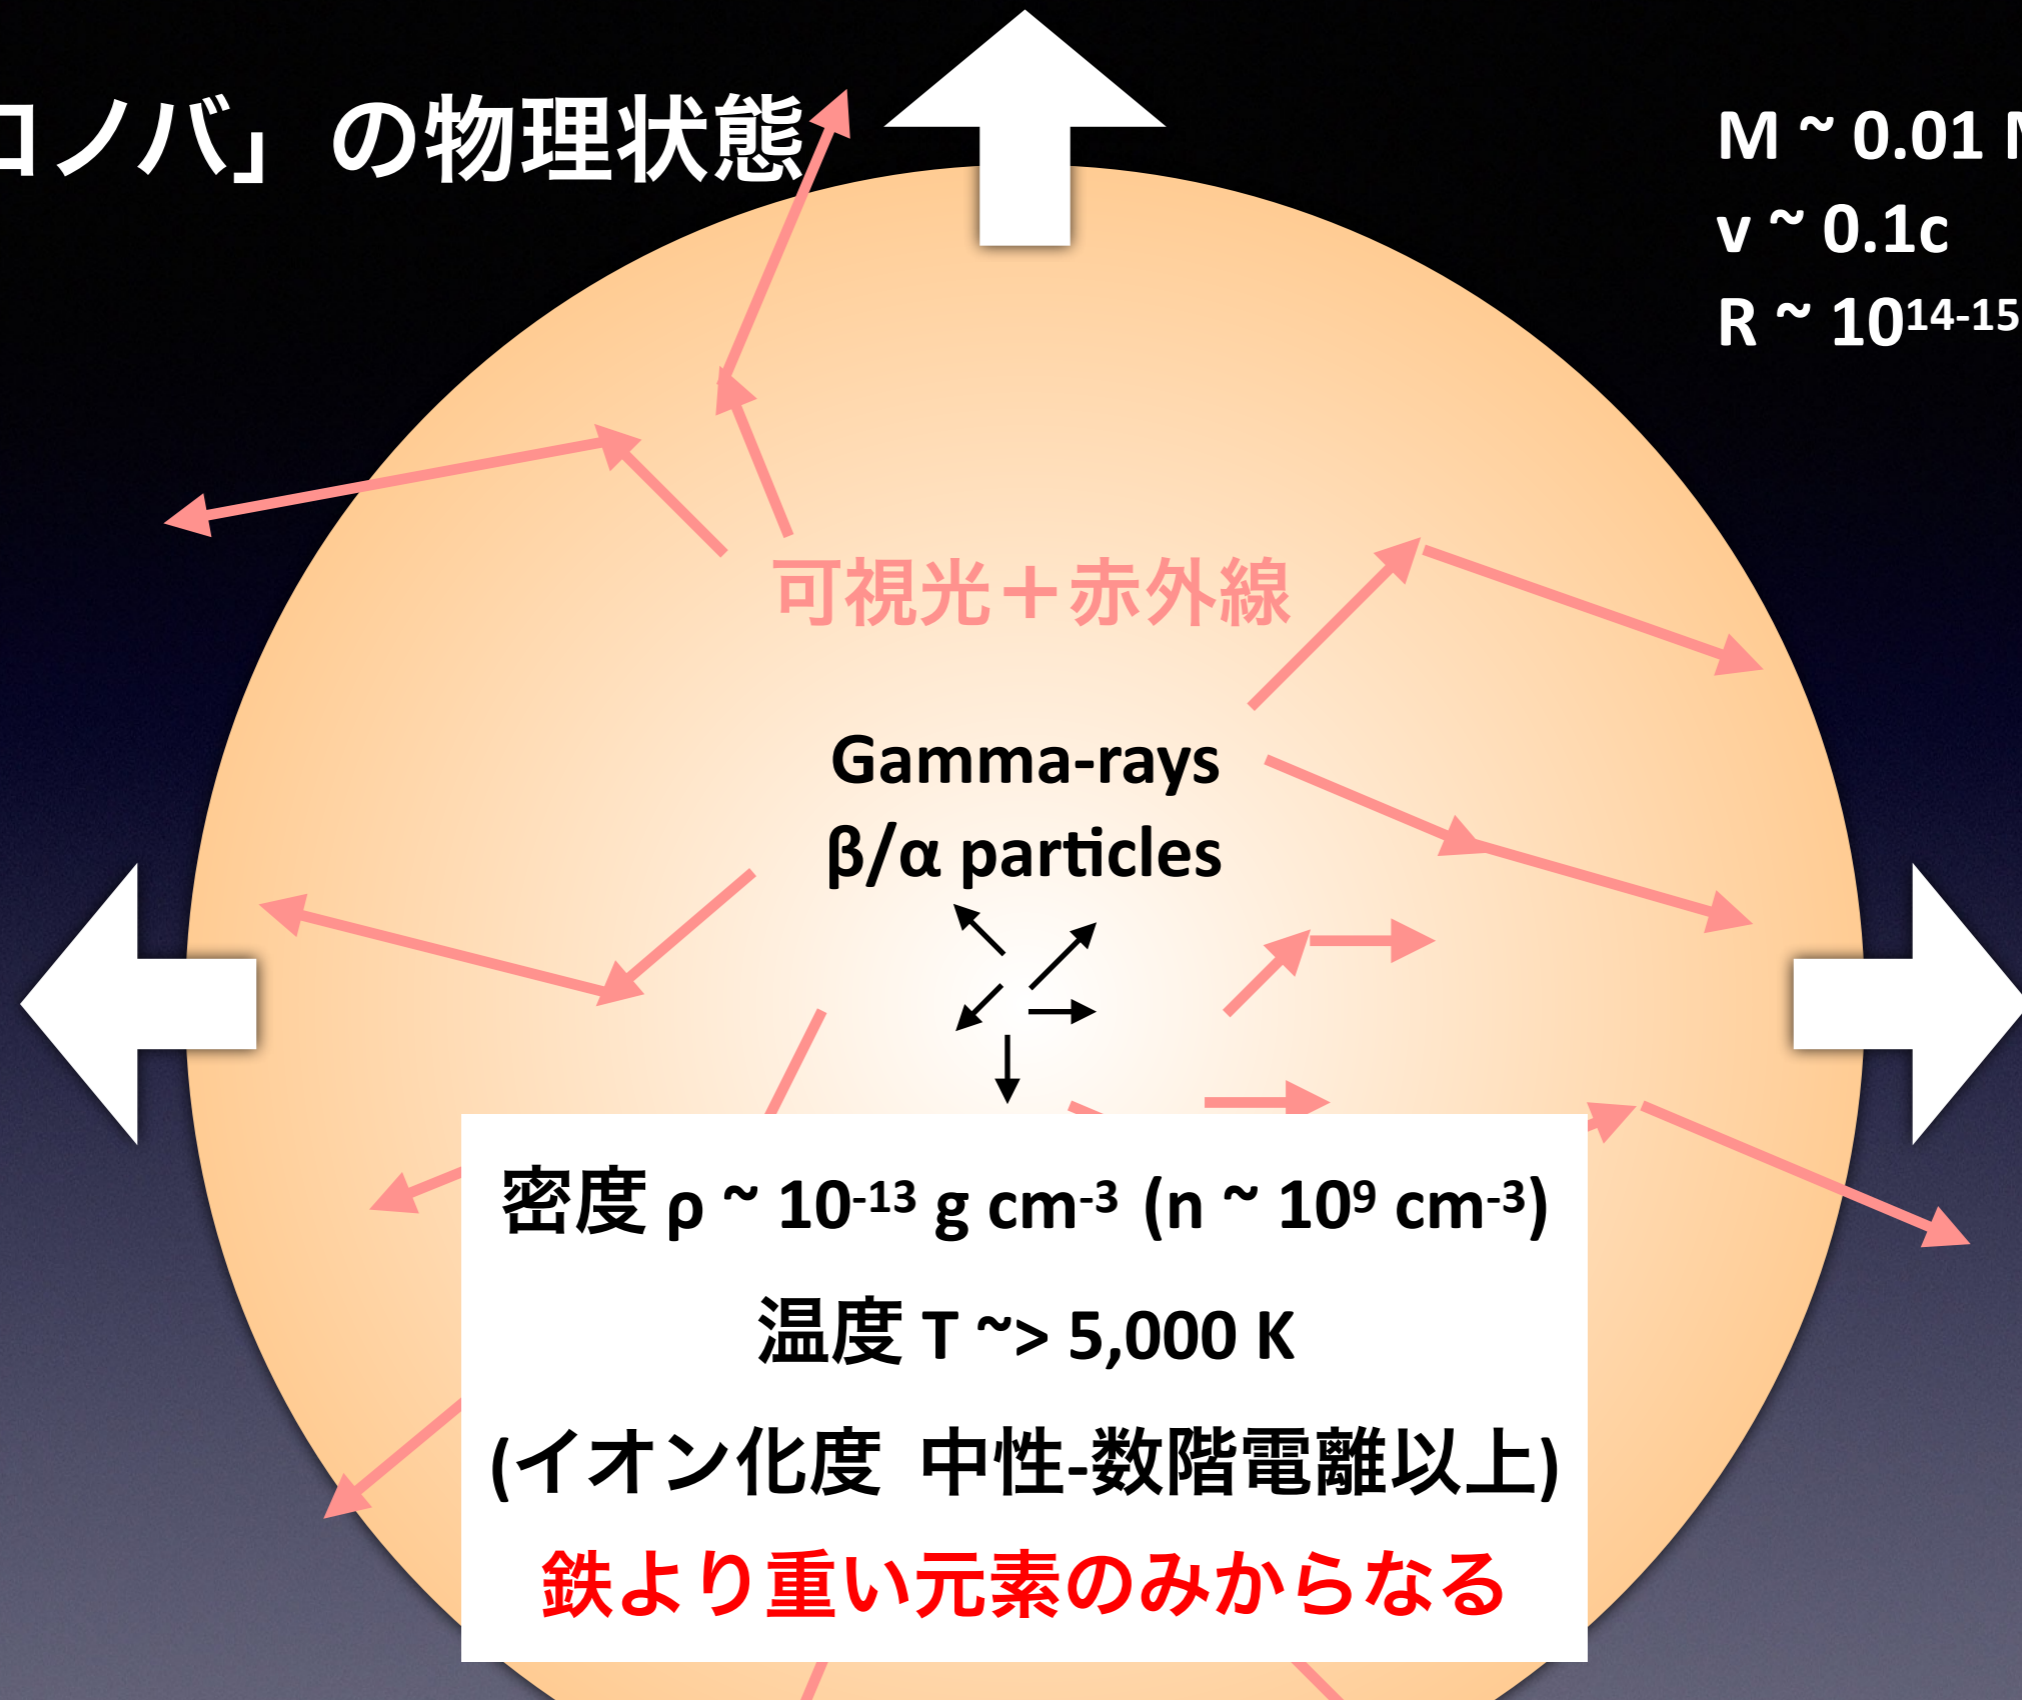 コノバ」の物理状態
M ~ 0.01 M
v ~ 0.1c
R ~ 10¹⁴⁻¹⁵
可視光＋赤外線
Gamma-rays
β/α particles
密度 ρ ~ 10⁻¹³ g cm⁻³ (n ~ 10⁹ cm⁻³)
温度 T ~> 5,000 K
(イオン化度 中性-数階電離以上)
鉄より重い元素のみからなる